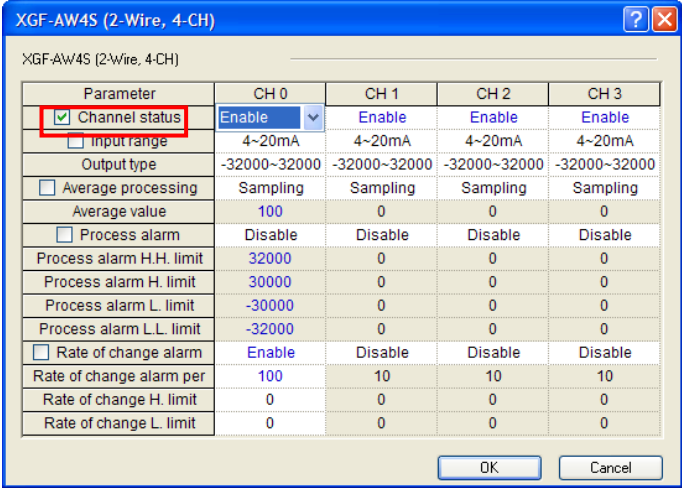 XGF-AW4S (2-Wire, 4-CH)
XGF-AW4S (2-Wire, 4-CH)
Parameter CH 0 CH 1 CH 2 CH 3
Channel status Enable Enable Enable Enable
Input range 4~20mA 4~20mA 4~20mA 4~20mA
Output type -32000~32000 -32000~32000 -32000~32000 -32000~32000
Average processing Sampling Sampling Sampling Sampling
Average value 100 0 0 0
Process alarm Disable Disable Disable Disable
Process alarm H.H. limit 32000 0 0 0
Process alarm H. limit 30000 0 0 0
Process alarm L. limit -30000 0 0 0
Process alarm L.L. limit -32000 0 0 0
Rate of change alarm Enable Disable Disable Disable
Rate of change alarm per 100 10 10 10
Rate of change H. limit 0 0 0 0
Rate of change L. limit 0 0 0 0
OK Cancel